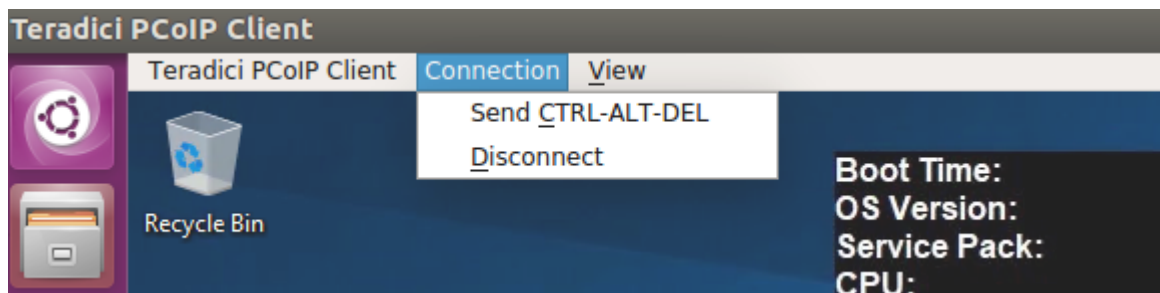 Teradici PCoIP Client
Teradici PCoIP Client Connection View
Send CTRL-ALT-DEL
Disconnect
Recycle Bin
Boot Time:
OS Version:
Service Pack:
CPU: